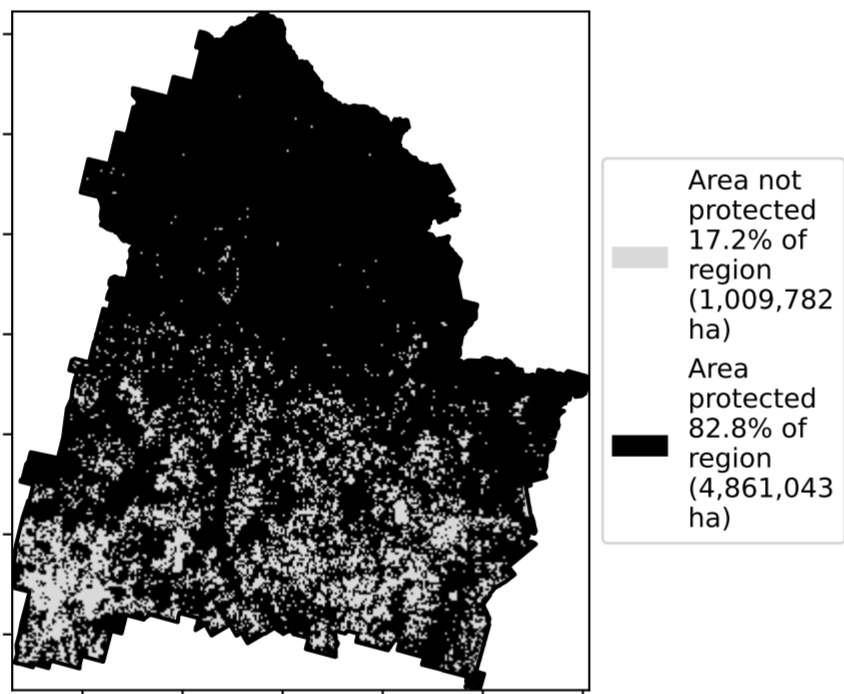 Area not
protected
17.2% of
region
(1,009,782
ha)
Area
protected
82.8% of
region
(4,861,043
ha)